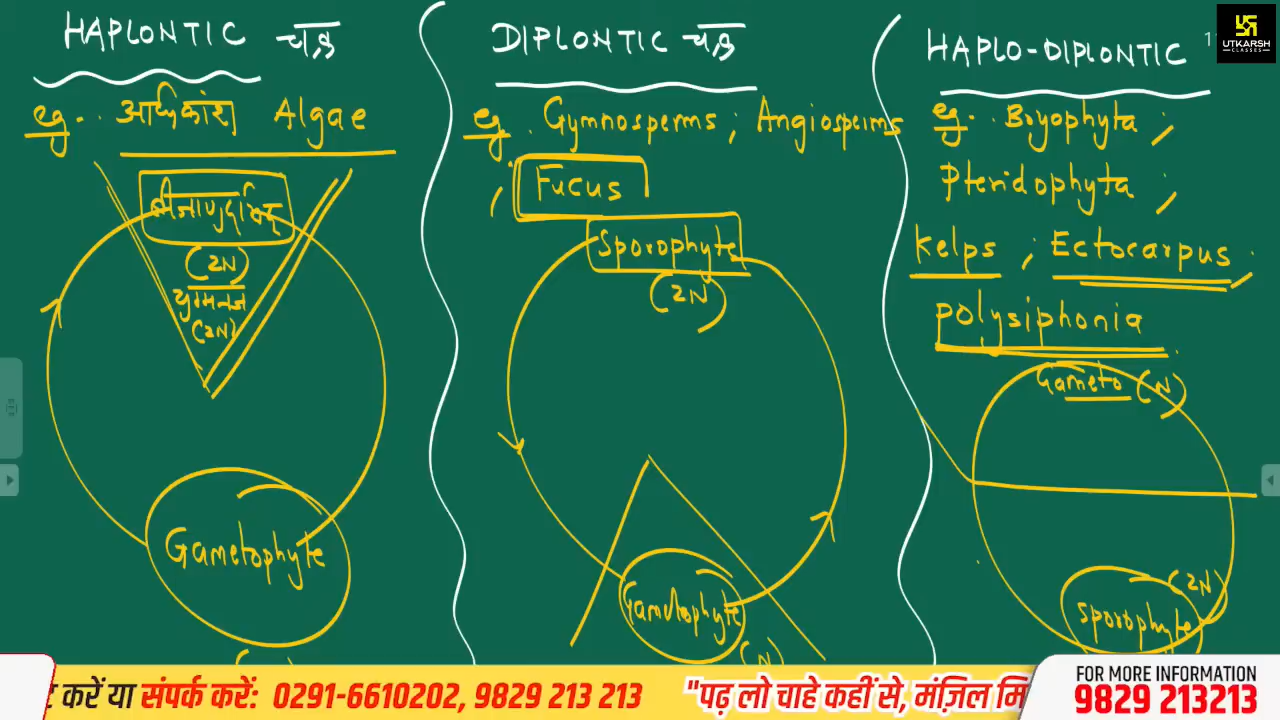 HAPLONTIC चक्र
eg. अधिकांश Algae
बीजाणुदभिद्
(2N)
युग्मनज
(2N)
Gametophyte
DIPLONTIC चक्र
eg. Gymnosperms ; Angiosperms
; Fucus
Sporophyte
(2N)
Gametophyte
(N)
HAPLO-DIPLONTIC
eg. Bryophyta ;
Pteridophyta ;
Kelps ; Ectocarpus ;
polysiphonia
Gameto (N)
(2N)
Sporophyte
UTKARSH
CLASSES
करें या संपर्क करें: 0291-6610202, 9829 213 213
"पढ़ लो चाहे कहीं से, मंज़िल
FOR MORE INFORMATION
9829 213213